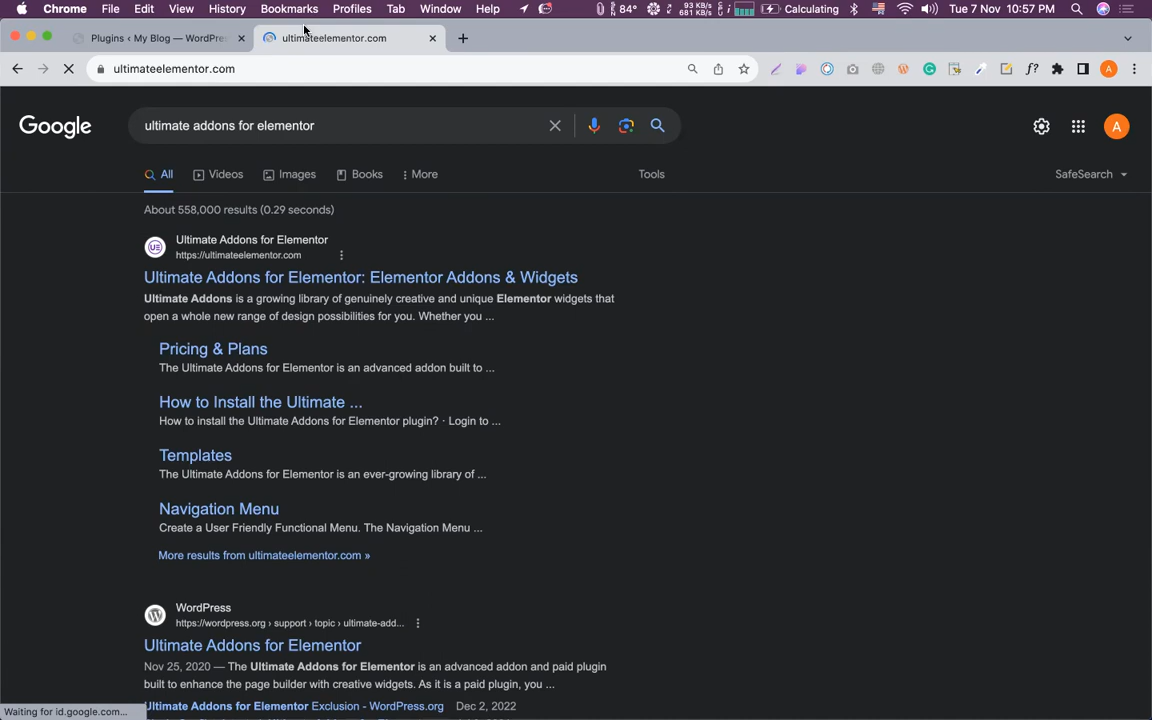 Chrome File Edit View History Bookmarks Profiles Tab Window Help 84° 93 KB/s 681 KB/s Calculating Tue 7 Nov 10:57 PM
Plugins ‹ My Blog — WordPres ultimateelementor.com
ultimateelementor.com
Google ultimate addons for elementor A
All Videos Images Books More Tools SafeSearch
About 558,000 results (0.29 seconds)
Ultimate Addons for Elementor
https://ultimateelementor.com
Ultimate Addons for Elementor: Elementor Addons & Widgets
Ultimate Addons is a growing library of genuinely creative and unique Elementor widgets that
open a whole new range of design possibilities for you. Whether you ...
Pricing & Plans
The Ultimate Addons for Elementor is an advanced addon built to ...
How to Install the Ultimate ...
How to install the Ultimate Addons for Elementor plugin? · Login to ...
Templates
The Ultimate Addons for Elementor is an ever-growing library of ...
Navigation Menu
Create a User Friendly Functional Menu. The Navigation Menu ...
More results from ultimateelementor.com »
WordPress
https://wordpress.org › support › topic › ultimate-add...
Ultimate Addons for Elementor
Nov 25, 2020 — The Ultimate Addons for Elementor is an advanced addon and paid plugin
built to enhance the page builder with creative widgets. As it is a paid plugin, you ...
Ultimate Addons for Elementor Exclusion - WordPress.org Dec 2, 2022
Waiting for id.google.com...